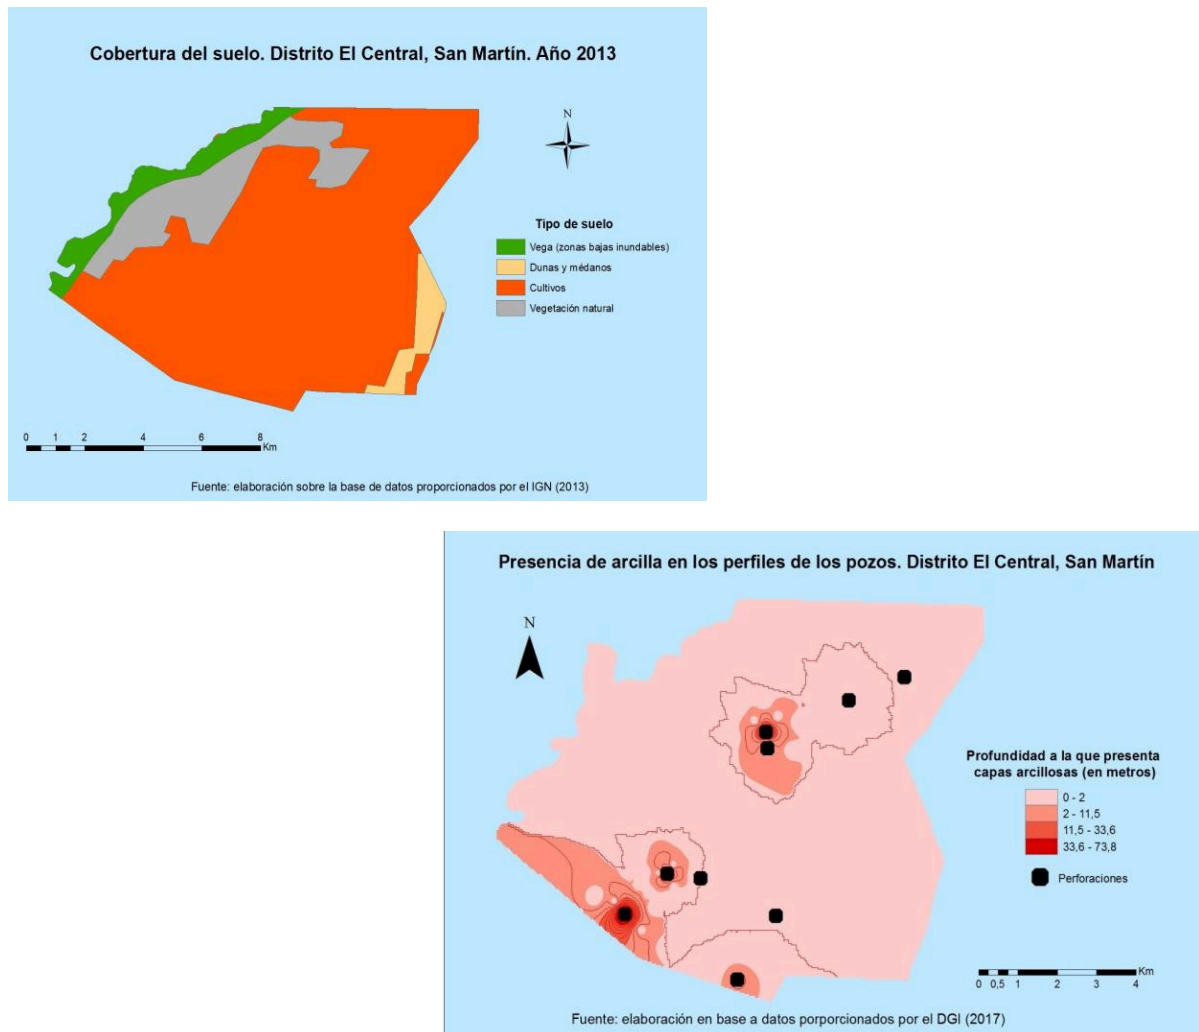 Cobertura del suelo. Distrito El Central, San Martín. Año 2013
N
Tipo de suelo
Vega (zonas bajas inundables)
Dunas y médanos
Cultivos
Vegetación natural
0 1 2 4 6 8
Km
Fuente: elaboración sobre la base de datos proporcionados por el IGN (2013)
Presencia de arcilla en los perfiles de los pozos. Distrito El Central, San Martín
N
Profundidad a la que presenta
capas arcillosas (en metros)
0 - 2
2 - 11,5
11,5 - 33,6
33,6 - 73,8
Perforaciones
Km
0 0,5 1 2 3 4
Fuente: elaboración en base a datos porporcionados por el DGI (2017)